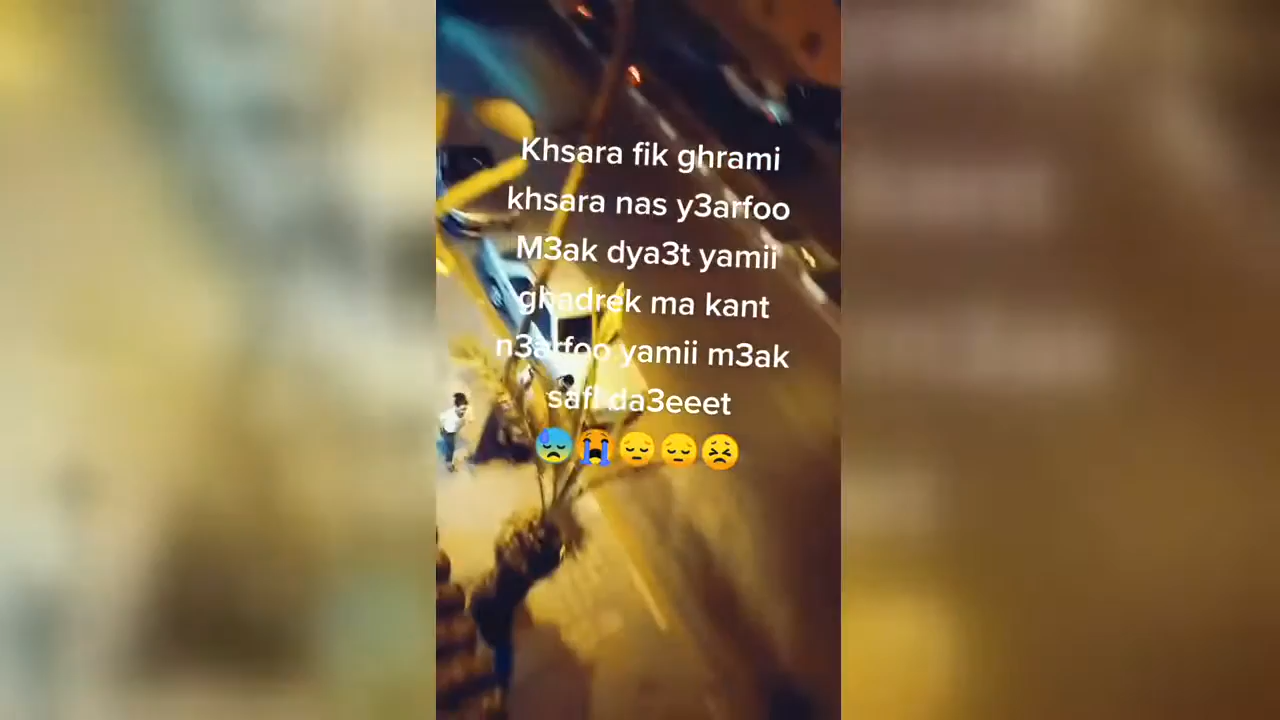 Khsara fik ghrami
khsara nas y3arfoo
M3ak dya3t yamii
ghadrek ma kant
n3arfoo yamii m3ak
safi da3eeet
😓😭😔😔😣